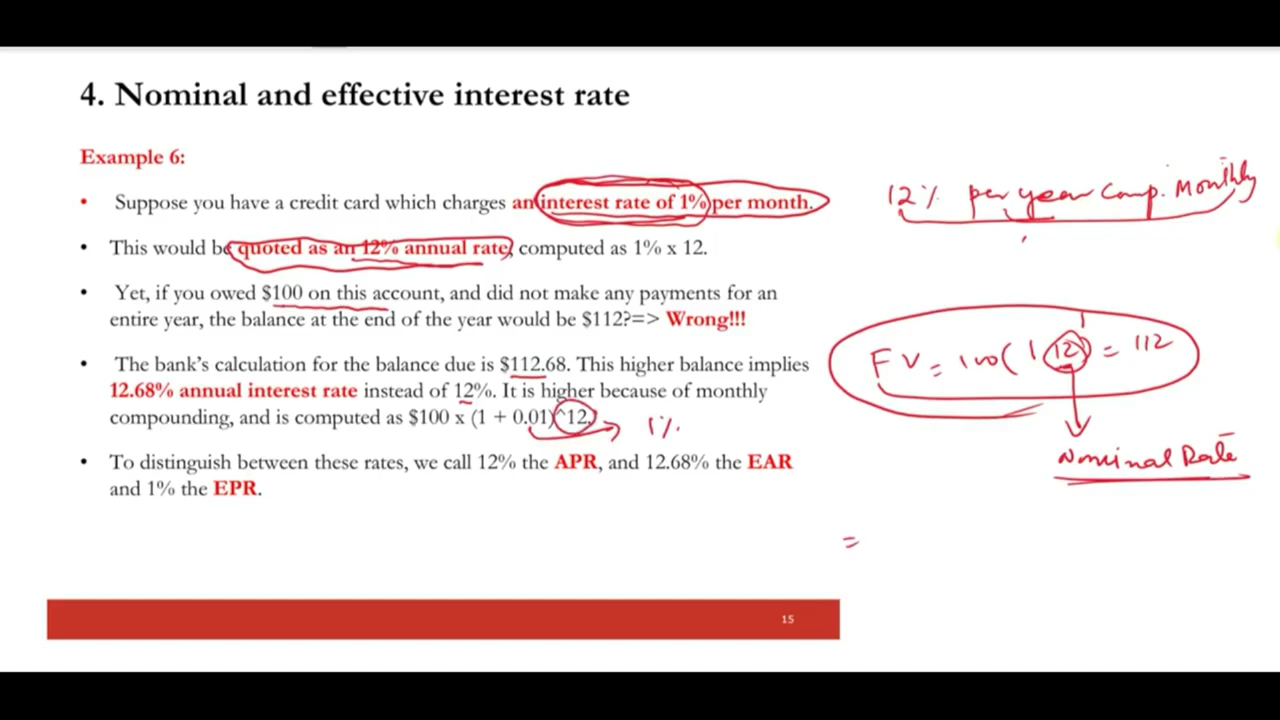 4. Nominal and effective interest rate
Example 6:
• Suppose you have a credit card which charges an interest rate of 1% per month.
• This would be quoted as an 12% annual rate, computed as 1% x 12.
• Yet, if you owed $100 on this account, and did not make any payments for an
entire year, the balance at the end of the year would be $112?=> Wrong!!!
• The bank's calculation for the balance due is $112.68. This higher balance implies
12.68% annual interest rate instead of 12%. It is higher because of monthly
compounding, and is computed as $100 x (1 + 0.01)^12.
1%
• To distinguish between these rates, we call 12% the APR, and 12.68% the EAR
and 1% the EPR.
15
12% per year Comp. Monthly
FV = 100(1.12)¹ = 112
Nominal Rate
=